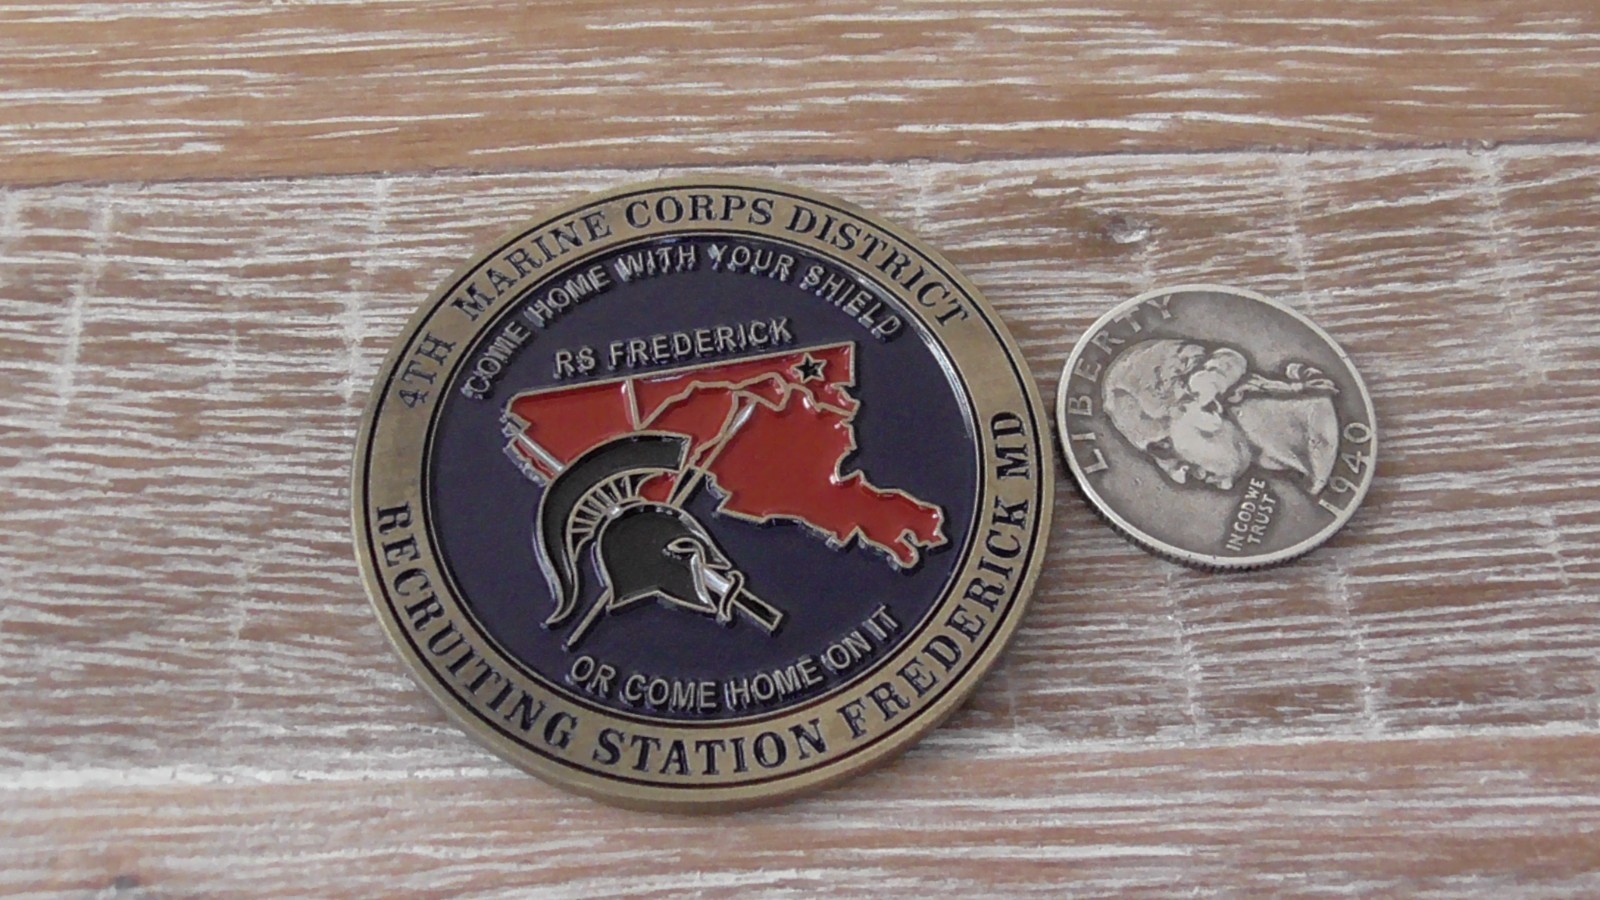 4TH MARINE CORPS DISTRICT
COME HOME WITH YOUR SHIELD
RS FREDERICK
OR COME HOME ON IT
RECRUITING STATION FREDERICK MD
LIBERTY
IN GOD WE
TRUST
1940